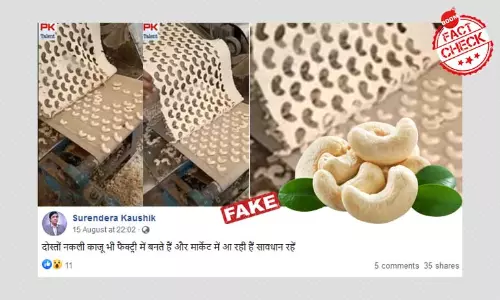 PK
Talent
PK
Talent
BOOM
FACT
CHECK
FAKE
Surendera Kaushik
15 August at 22:02 ·
दोस्तों नकली काजू भी फैक्ट्री में बनते हैं और मार्केट में आ रही हैं सावधान रहें
11
5 comments 35 shares